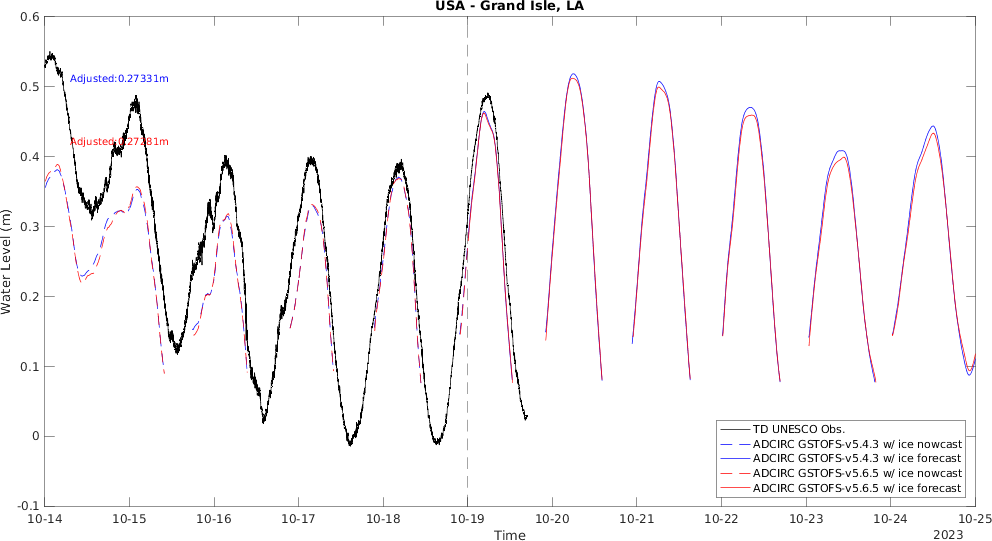 USA - Grand Isle, LA
0.6
0.5
0.4
0.3
0.2
0.1
0
-0.1
Water Level (m)
Adjusted:0.27331m
Adjusted:0.27281m
TD UNESCO Obs.
ADCIRC GSTOFS-v5.4.3 w/ ice nowcast
ADCIRC GSTOFS-v5.4.3 w/ ice forecast
ADCIRC GSTOFS-v5.6.5 w/ ice nowcast
ADCIRC GSTOFS-v5.6.5 w/ ice forecast
10-14 10-15 10-16 10-17 10-18 10-19 10-20 10-21 10-22 10-23 10-24 10-25
Time
2023